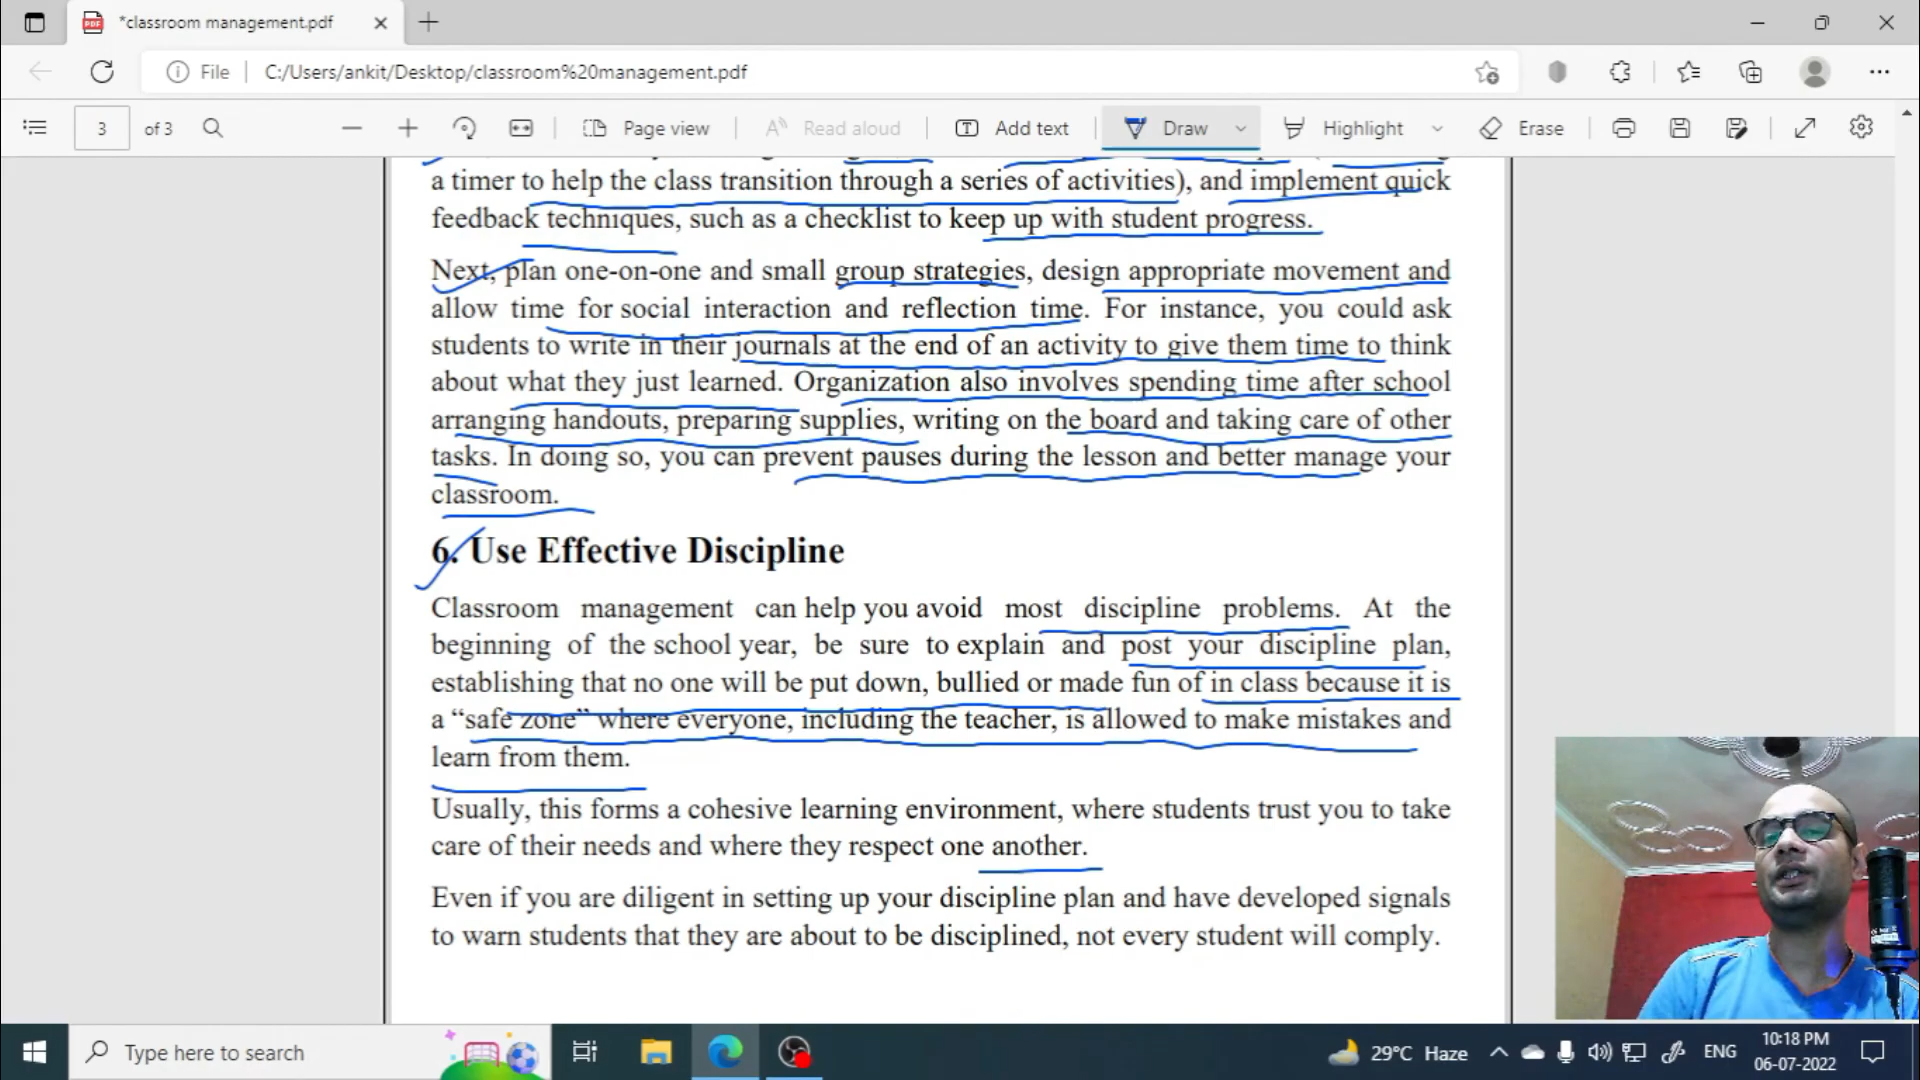 *classroom management.pdf
File
C:/Users/ankit/Desktop/classroom%20management.pdf
3 of 3
Page view
Read aloud
Add text
Draw
Highlight
Erase
a timer to help the class transition through a series of activities), and implement quick
feedback techniques, such as a checklist to keep up with student progress.
Next, plan one-on-one and small group strategies, design appropriate movement and
allow time for social interaction and reflection time. For instance, you could ask
students to write in their journals at the end of an activity to give them time to think
about what they just learned. Organization also involves spending time after school
arranging handouts, preparing supplies, writing on the board and taking care of other
tasks. In doing so, you can prevent pauses during the lesson and better manage your
classroom.
6. Use Effective Discipline
Classroom management can help you avoid most discipline problems. At the
beginning of the school year, be sure to explain and post your discipline plan,
establishing that no one will be put down, bullied or made fun of in class because it is
a “safe zone” where everyone, including the teacher, is allowed to make mistakes and
learn from them.
Usually, this forms a cohesive learning environment, where students trust you to take
care of their needs and where they respect one another.
Even if you are diligent in setting up your discipline plan and have developed signals
to warn students that they are about to be disciplined, not every student will comply.
Type here to search
29°C Haze
ENG
10:18 PM
06-07-2022